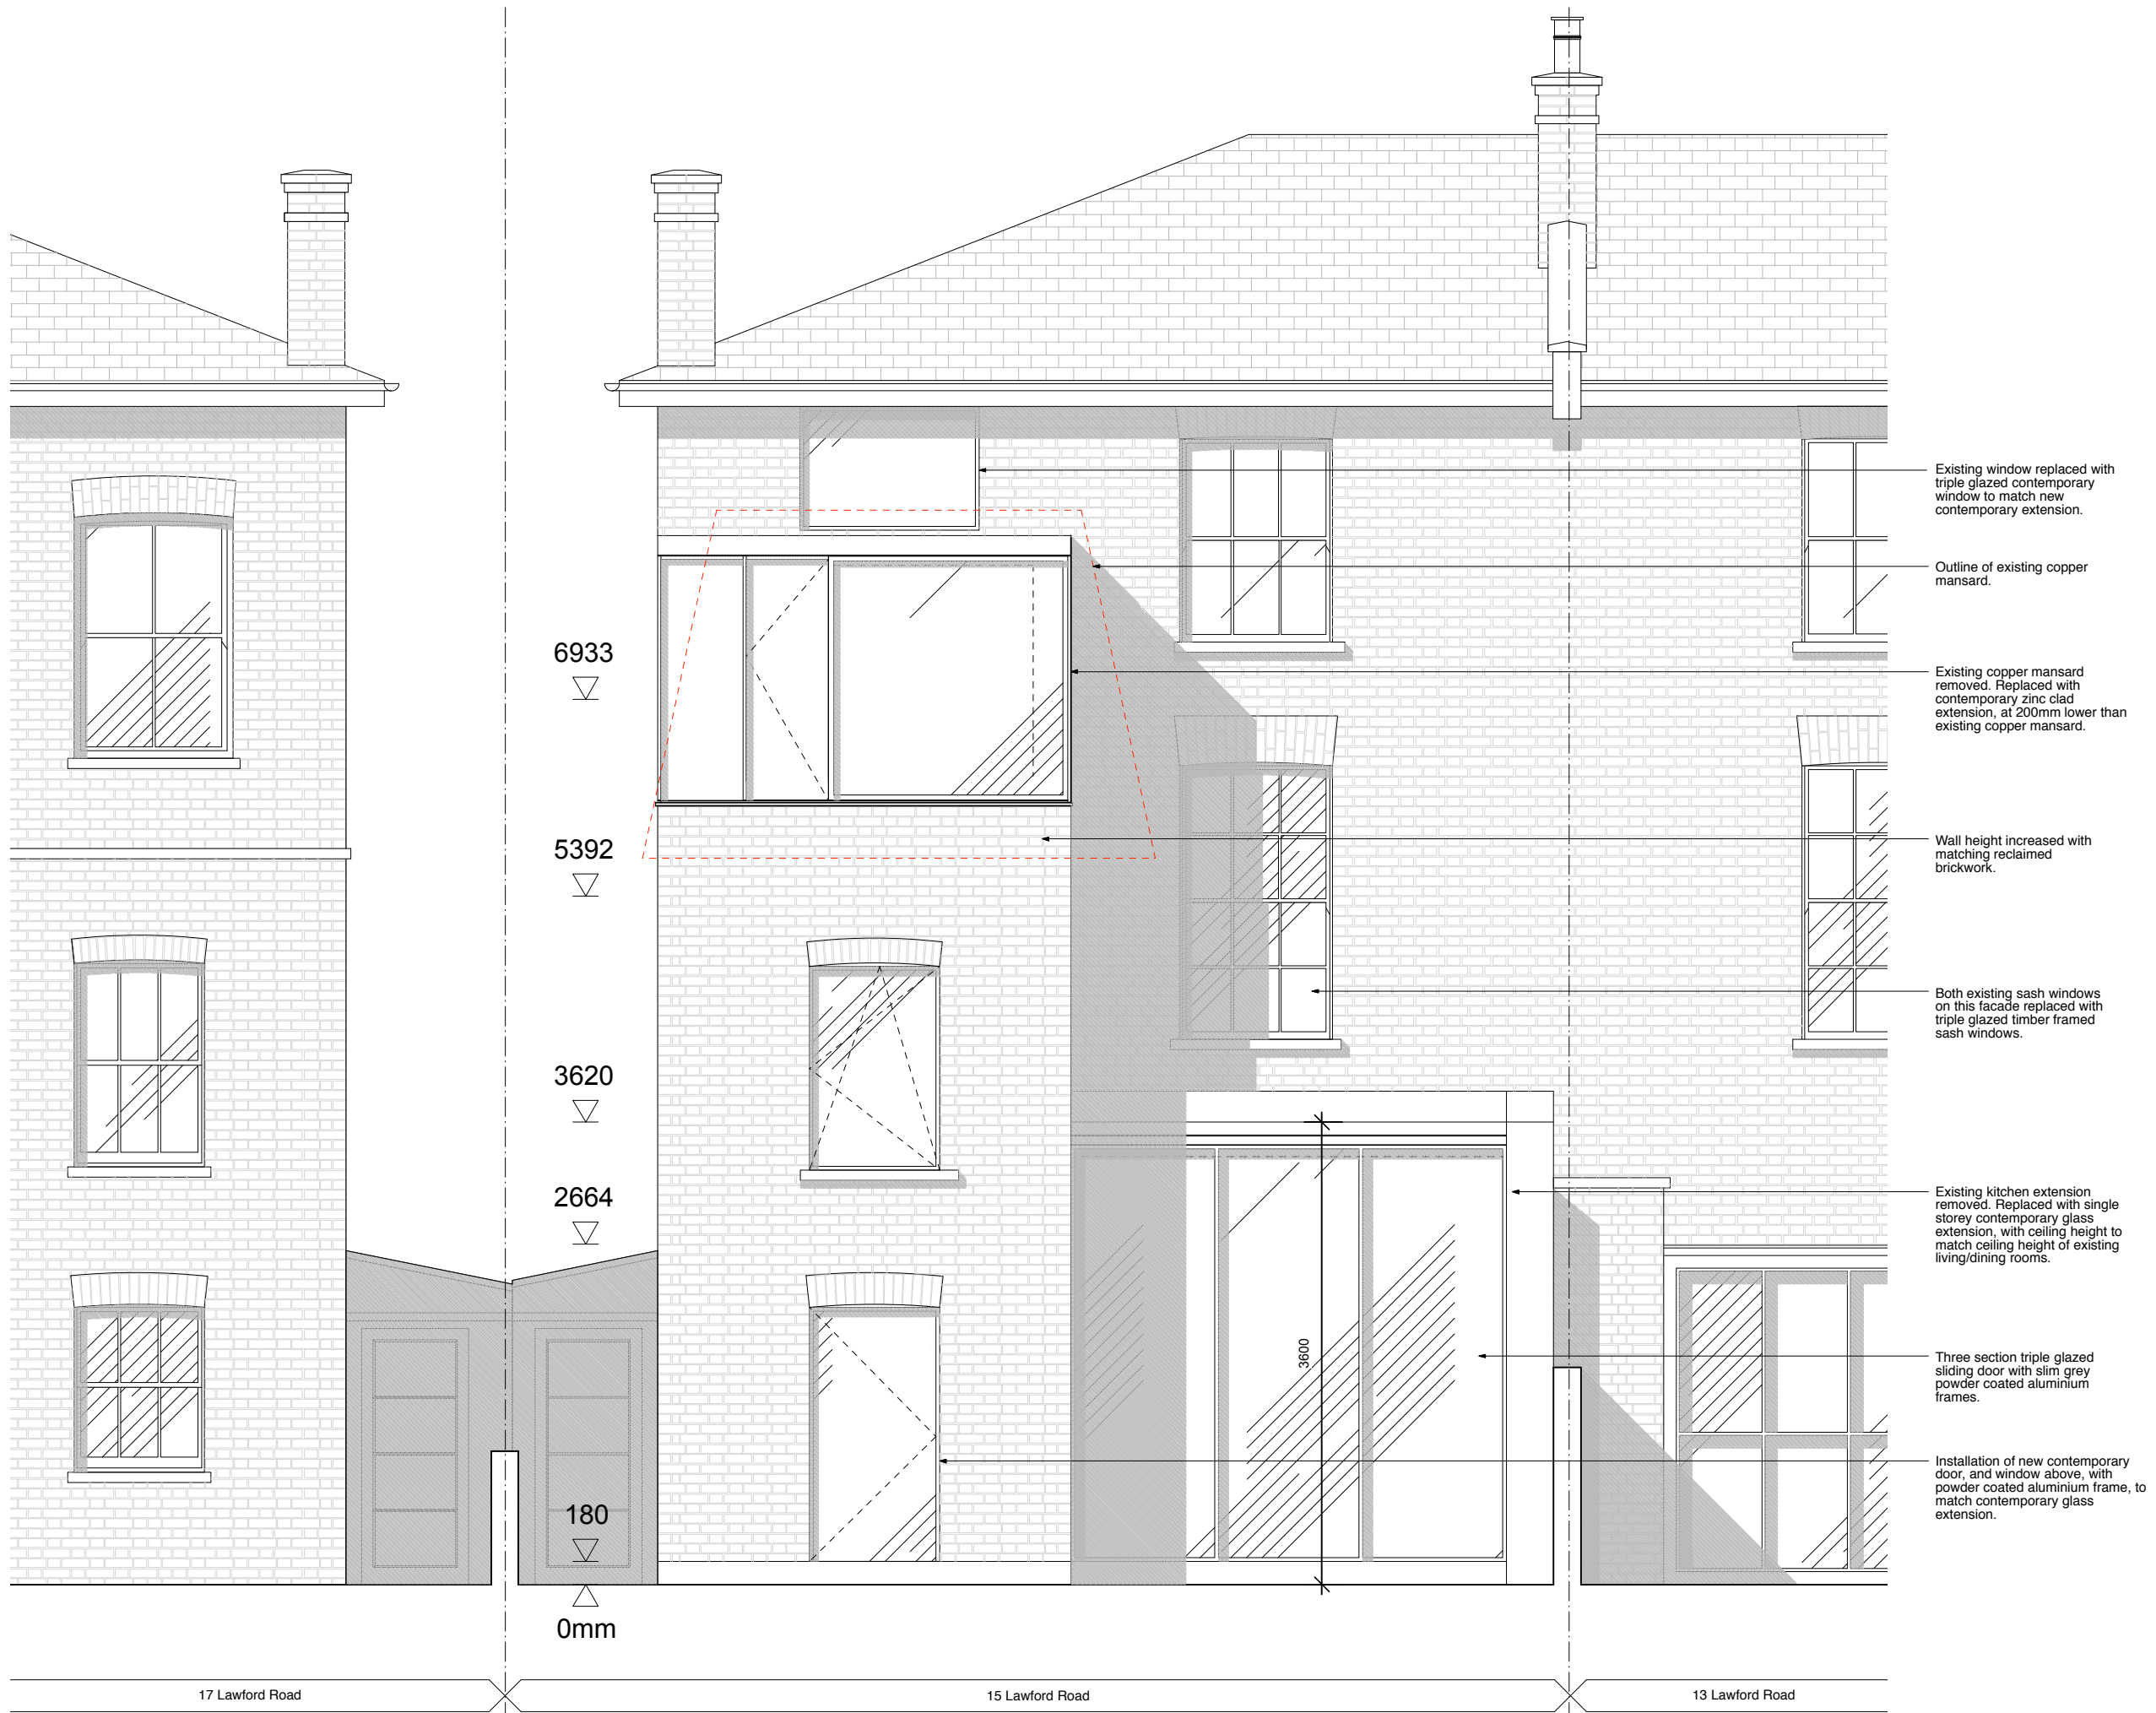 Existing window replaced with
triple glazed contemporary
window to match new
contemporary extension.
Outline of existing copper
mansard.
6933
Existing copper mansard
removed. Replaced with
contemporary zinc clad
extension, at 200mm lower than
existing copper mansard.
5392
Wall height increased with
matching reclaimed
brickwork.
Both existing sash windows
on this facade replaced with
triple glazed timber framed
sash windows.
3620
2664
Existing kitchen extension
removed. Replaced with single
storey contemporary glass
extension, with ceiling height to
match ceiling height of existing
living/dining rooms.
3600
Three section triple glazed
sliding door with slim grey
powder coated aluminium
frames.
Installation of new contemporary
door, and window above, with
powder coated aluminium frame, to
match contemporary glass
extension.
180
0mm
17 Lawford Road
15 Lawford Road
13 Lawford Road